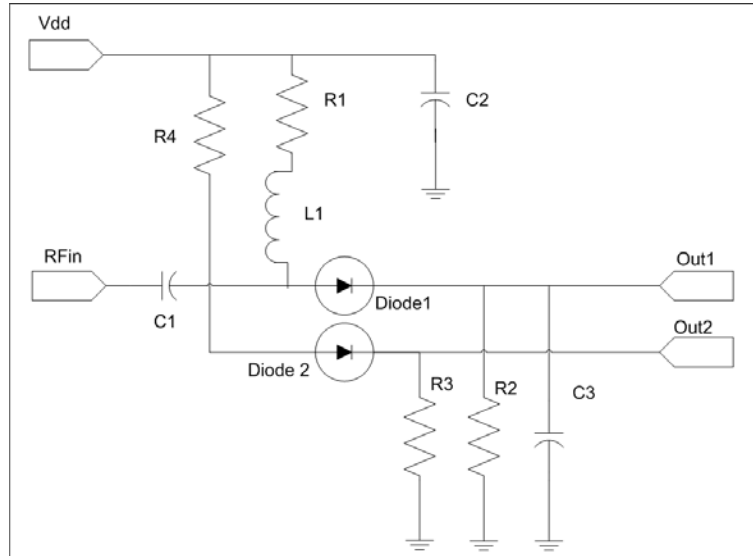 Vdd
R4
R1
C2
L1
RFin
C1
Diode1
Out1
Diode 2
Out2
R3
R2
C3